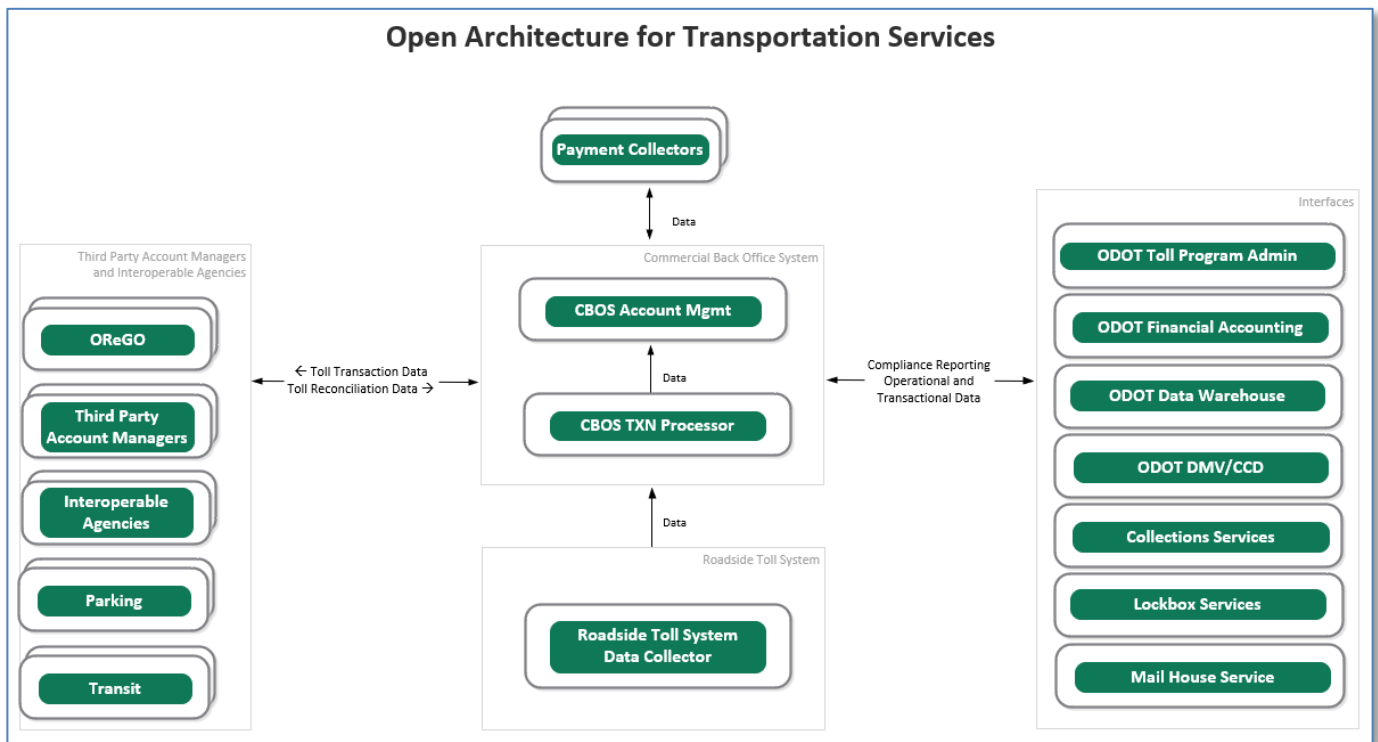 Open Architecture for Transportation Services
Payment Collectors
Data
Third Party Account Managers
and Interoperable Agencies
OReGO
Third Party
Account Managers
Interoperable
Agencies
Parking
Transit
← Toll Transaction Data
Toll Reconciliation Data →
Commercial Back Office System
CBOS Account Mgmt
Data
CBOS TXN Processor
Data
Roadside Toll System
Roadside Toll System
Data Collector
Compliance Reporting
Operational and
Transactional Data
Interfaces
ODOT Toll Program Admin
ODOT Financial Accounting
ODOT Data Warehouse
ODOT DMV/CCD
Collections Services
Lockbox Services
Mail House Service